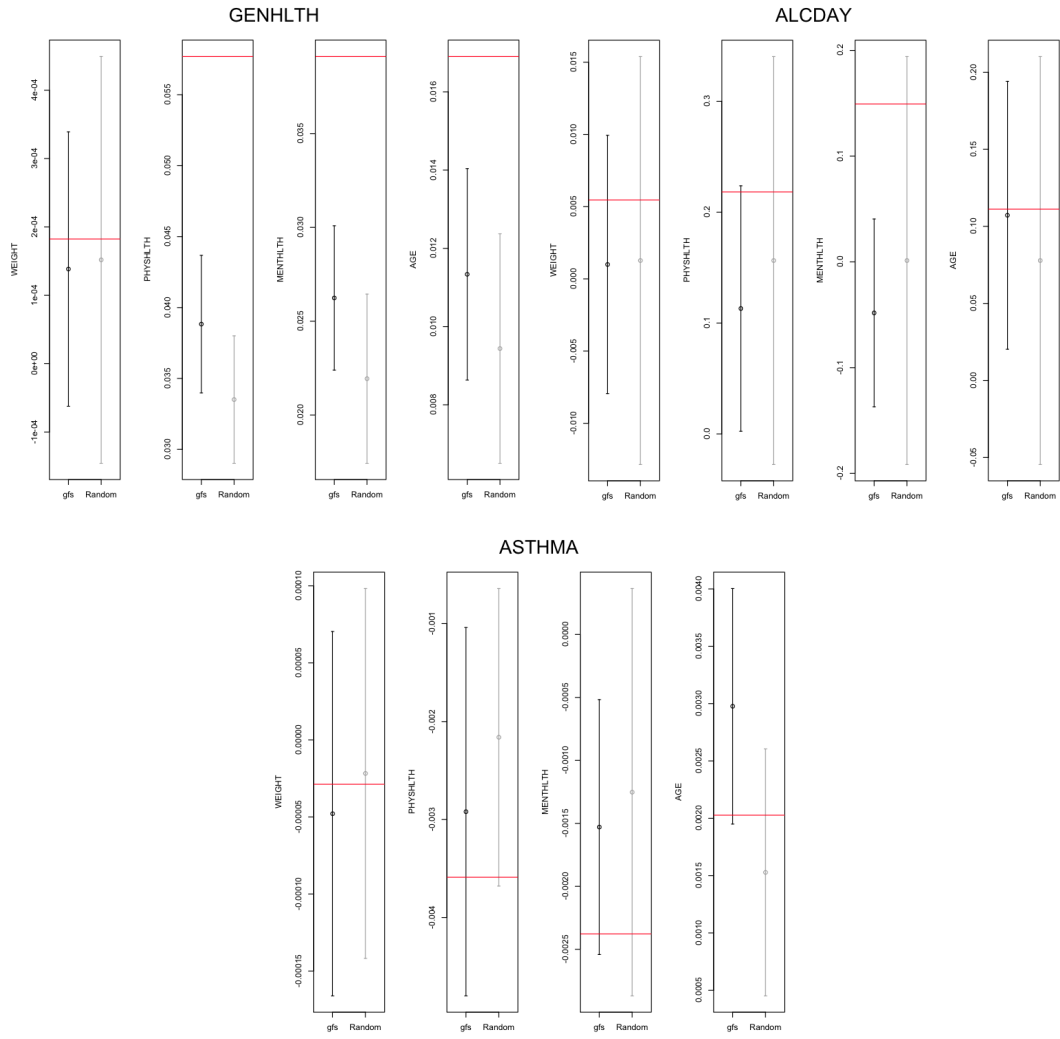 GENHLTH
WEIGHT
-1e-04
0e+00
1e-04
2e-04
3e-04
4e-04
gfs Random
PHYSHLTH
0.030
0.035
0.040
0.045
0.050
0.055
gfs Random
MENTHLTH
0.020
0.025
0.030
0.035
gfs Random
AGE
0.008
0.010
0.012
0.014
0.016
gfs Random
ALCDAY
WEIGHT
-0.010
-0.005
0.000
0.005
0.010
0.015
gfs Random
PHYSHLTH
0.0
0.1
0.2
0.3
gfs Random
MENTHLTH
-0.2
-0.1
0.0
0.1
0.2
gfs Random
AGE
-0.05
0.00
0.05
0.10
0.15
0.20
gfs Random
ASTHMA
WEIGHT
-0.00015
-0.00010
-0.00005
0.00000
0.00005
0.00010
gfs Random
PHYSHLTH
-0.004
-0.003
-0.002
-0.001
gfs Random
MENTHLTH
-0.0025
-0.0020
-0.0015
-0.0010
-0.0005
0.0000
gfs Random
AGE
0.0005
0.0010
0.0015
0.0020
0.0025
0.0030
0.0035
0.0040
gfs Random